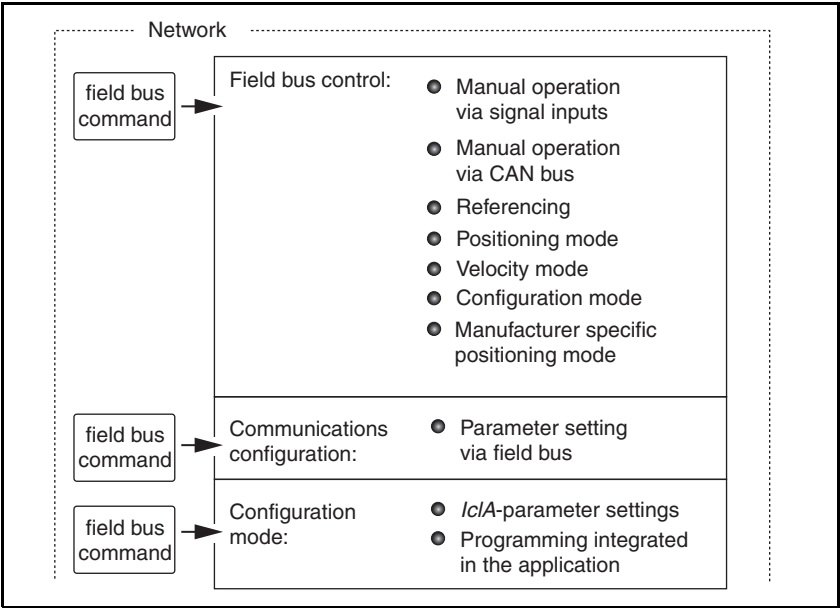 Network
field bus
command
Field bus control:
Manual operation
via signal inputs
Manual operation
via CAN bus
Referencing
Positioning mode
Velocity mode
Configuration mode
Manufacturer specific
positioning mode
field bus
command
Communications
configuration:
Parameter setting
via field bus
field bus
command
Configuration
mode:
IclA-parameter settings
Programming integrated
in the application